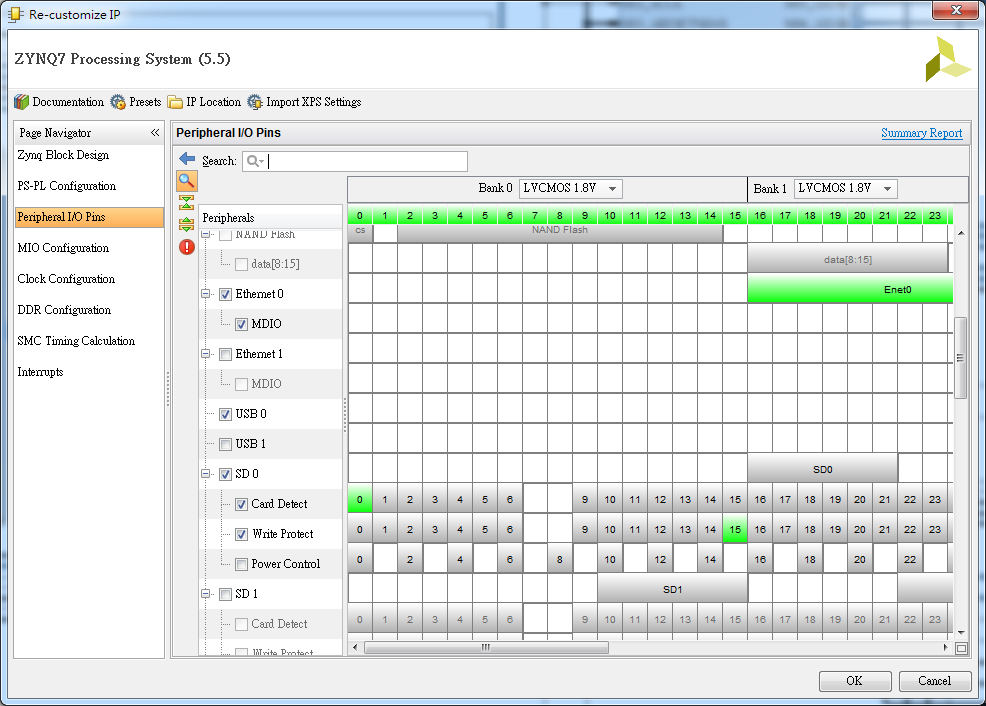 Re-customize IP
ZYNQ7 Processing System (5.5)
Documentation Presets IP Location Import XPS Settings
Page Navigator «
Zynq Block Design
PS-PL Configuration
Peripheral I/O Pins
MIO Configuration
Clock Configuration
DDR Configuration
SMC Timing Calculation
Interrupts
Peripheral I/O Pins Summary Report
Search:
Bank 0 LVCMOS 1.8V Bank 1 LVCMOS 1.8V
Peripherals 0 1 2 3 4 5 6 7 8 9 10 11 12 13 14 15 16 17 18 19 20 21 22 23
NAND Flash cs NAND Flash
data[8:15] data[8:15]
Ethernet 0 Enet0
MDIO
Ethernet 1
MDIO
USB 0
USB 1
SD 0 SD0
Card Detect 0 1 2 3 4 5 6 9 10 11 12 13 14 15 16 17 18 19 20 21 22 23
Write Protect 0 1 2 3 4 5 6 9 10 11 12 13 14 15 16 17 18 19 20 21 22 23
Power Control 0 2 4 6 8 10 12 14 16 18 20 22
SD 1 SD1
Card Detect 0 1 2 3 4 5 6 9 10 11 12 13 14 15 16 17 18 19 20 21 22 23
Write Protect
OK Cancel